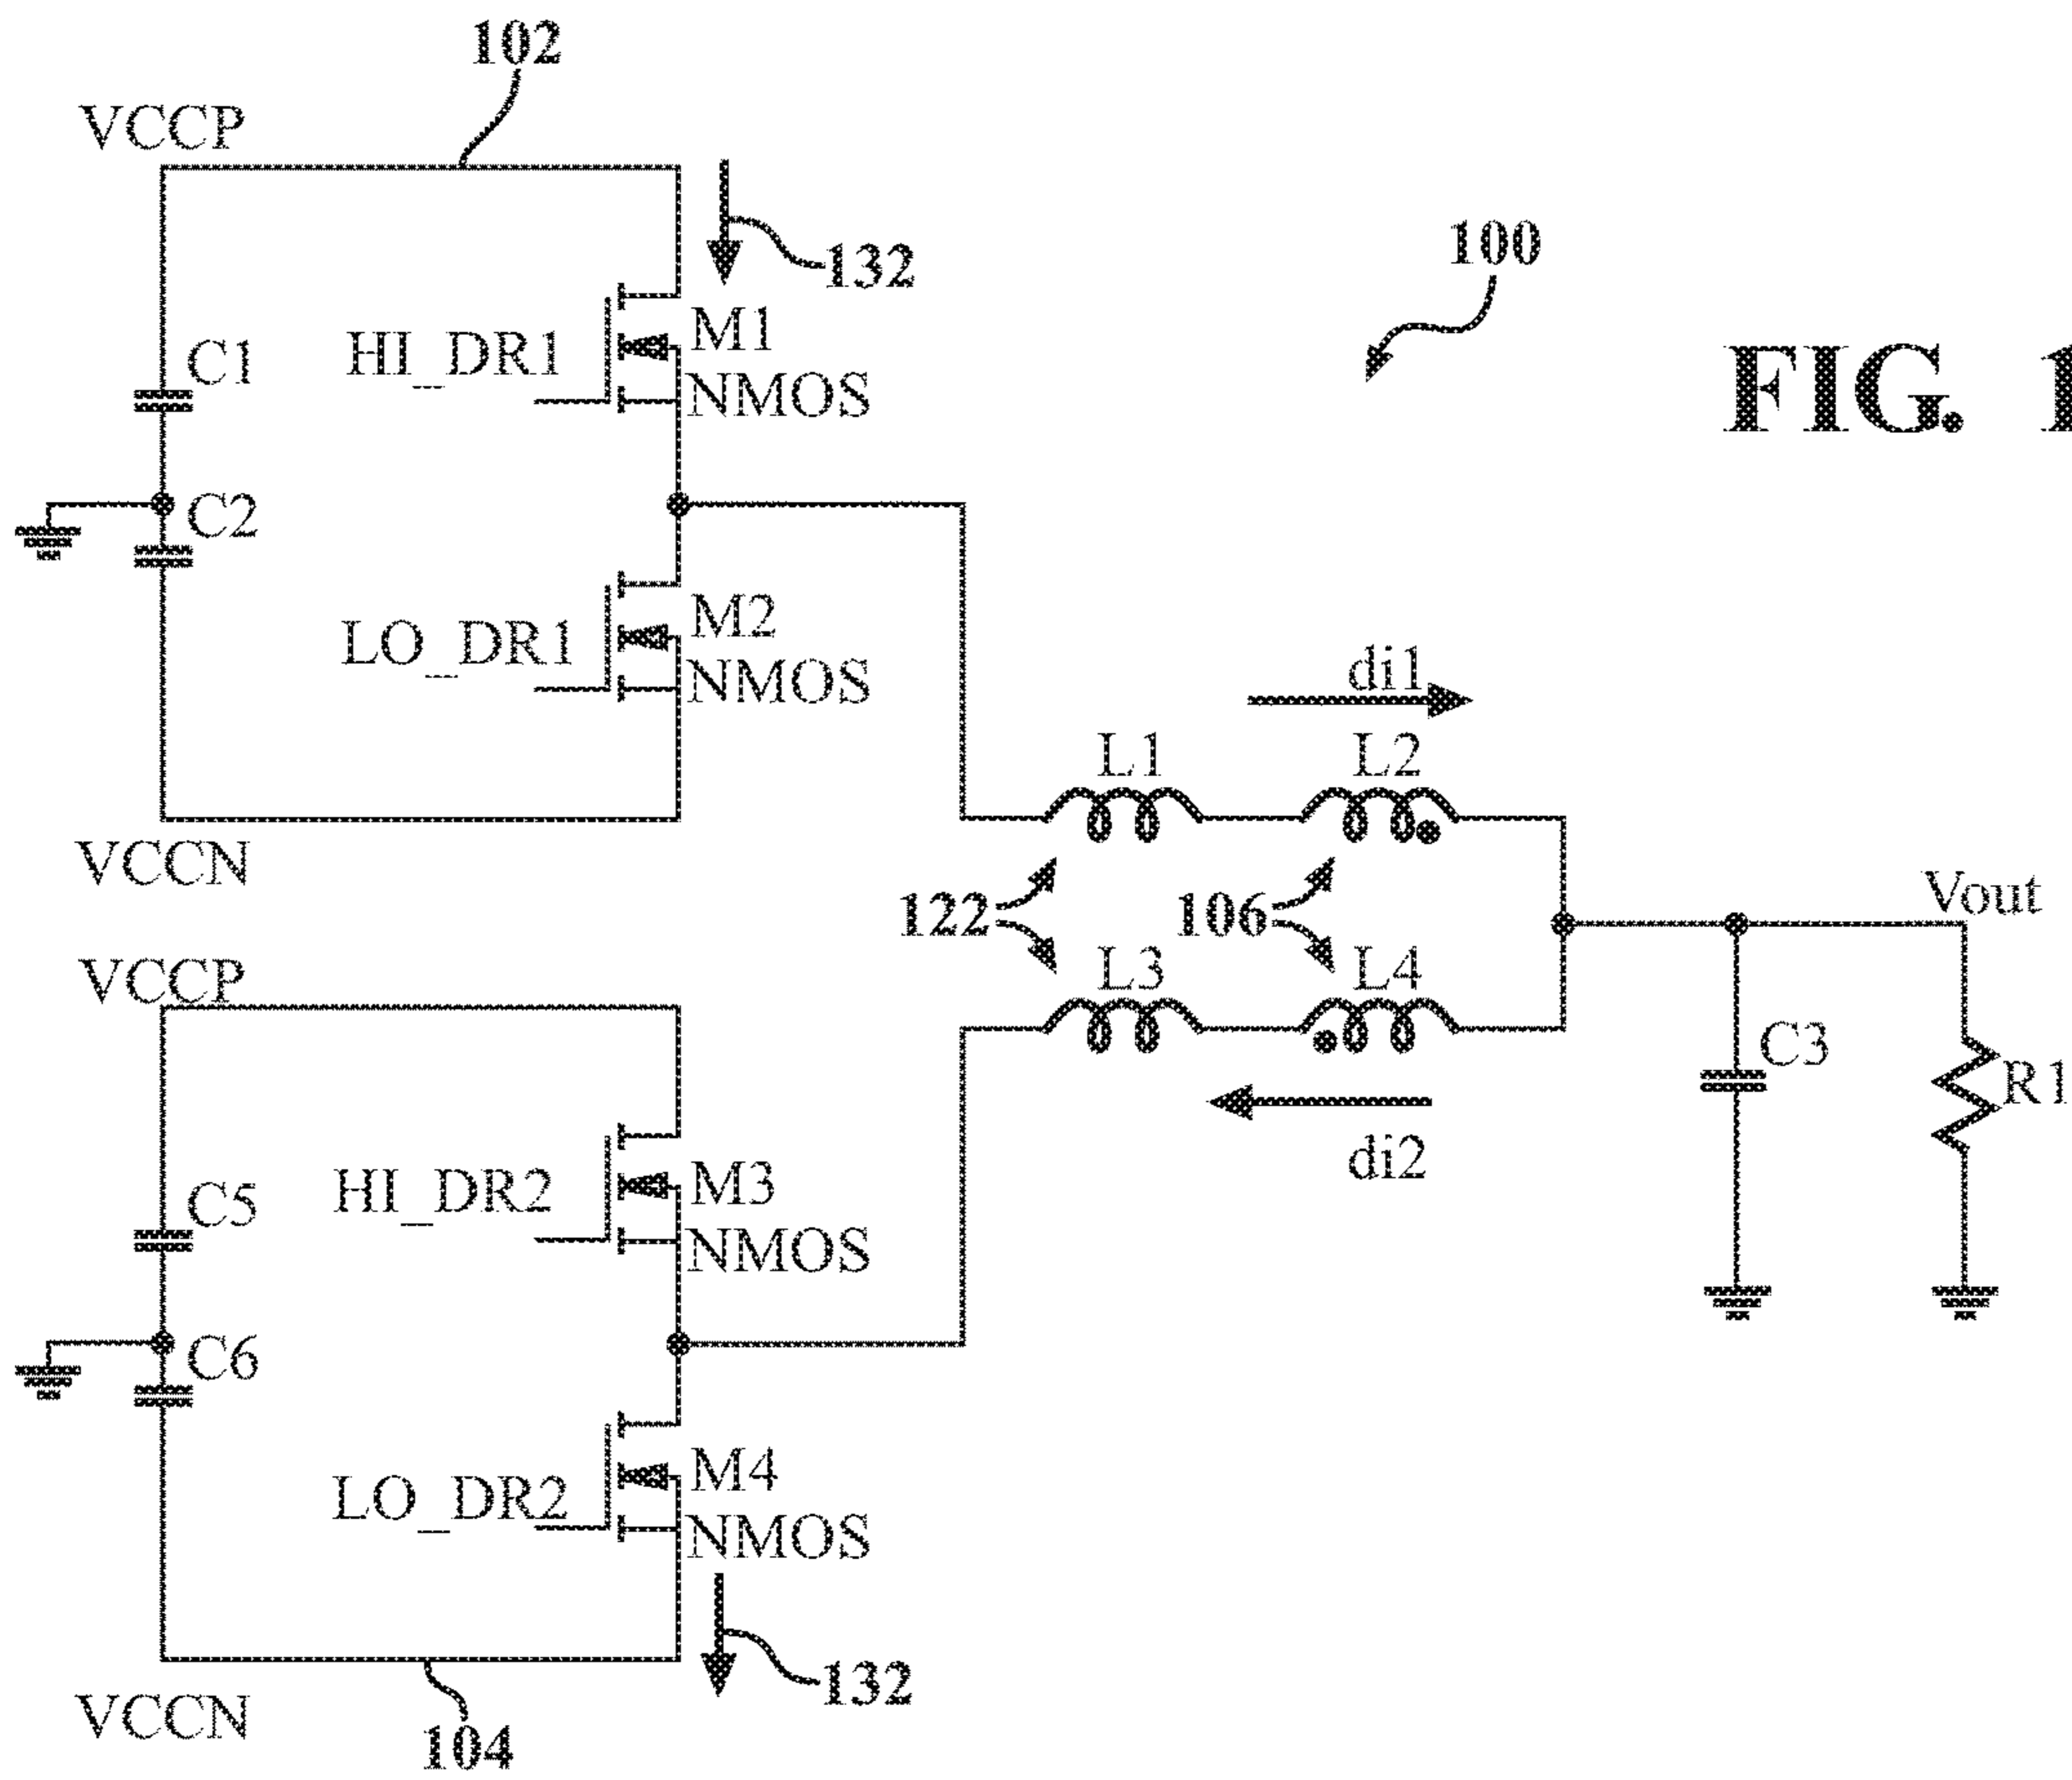 102
VCCP
132
100
C1
HI_DR1
M1
NMOS
FIG. 1
C2
LO_DR1
M2
NMOS
di1
L1
L2
VCCN
122
106
Vout
VCCP
L3
L4
C3
R1
di2
C5
HI_DR2
M3
NMOS
C6
LO_DR2
M4
NMOS
132
VCCN
104